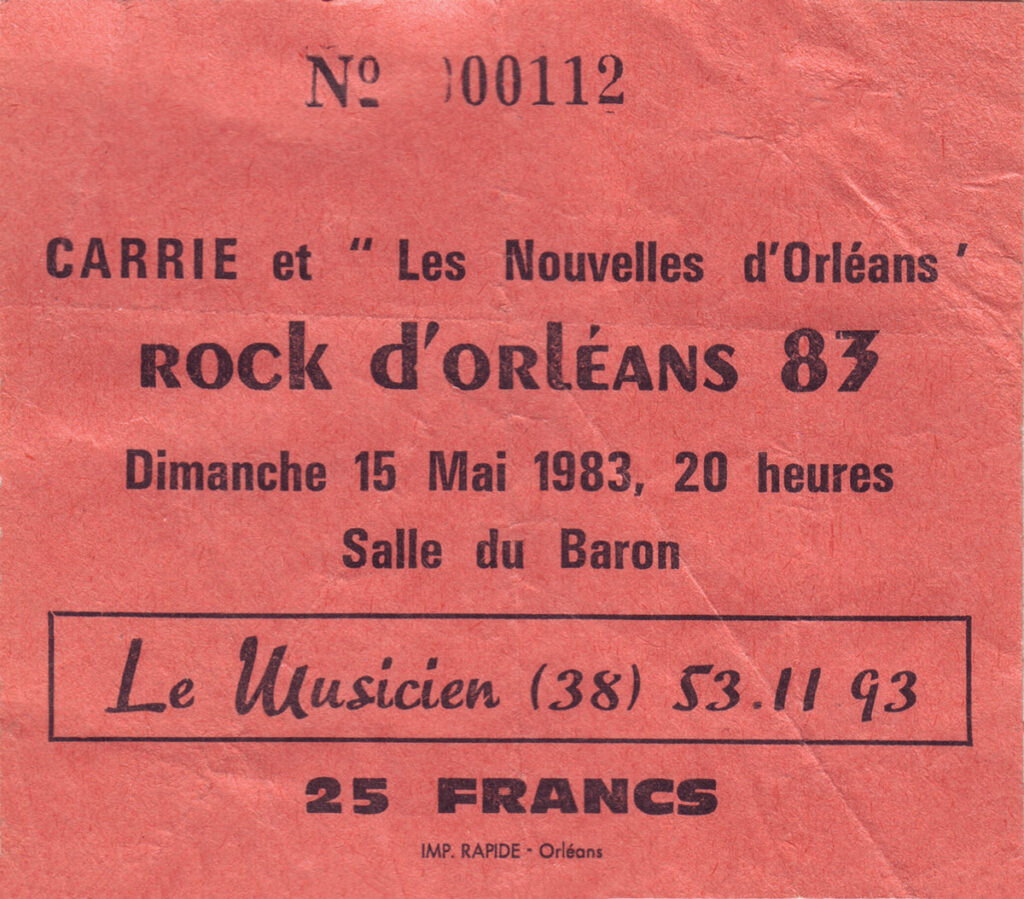 Nº 000112
CARRIE et " Les Nouvelles d'Orléans '
ROCK d'ORLÉANS 83
Dimanche 15 Mai 1983, 20 heures
Salle du Baron
Le Musicien (38) 53.11 93
25 FRANCS
IMP. RAPIDE - Orléans